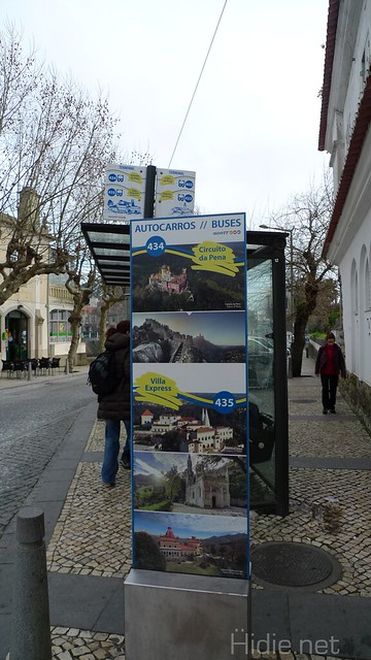 AUTOCARROS // BUSES
434
Circuito
da Pena
Villa
Express
435
Hidie.net